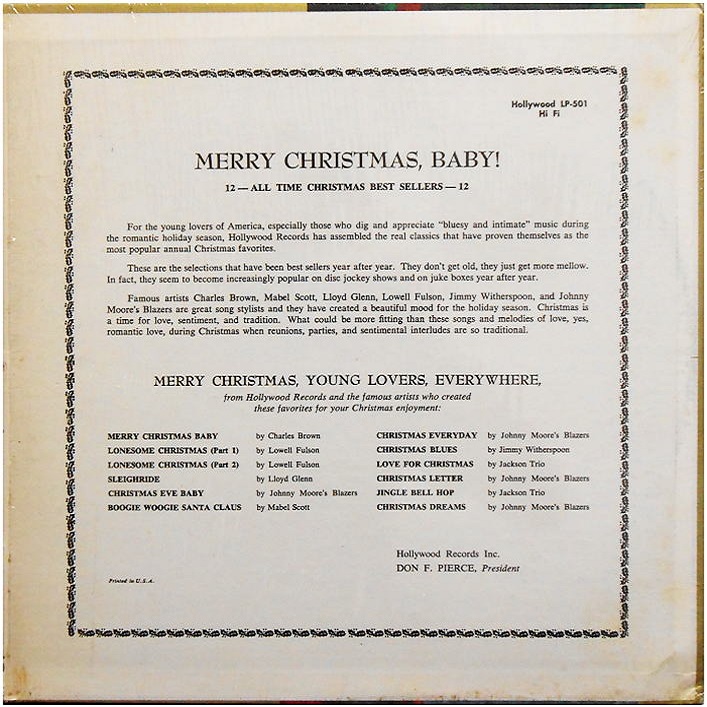 Hollywood LP-501
Hi Fi
MERRY CHRISTMAS, BABY!
12 — ALL TIME CHRISTMAS BEST SELLERS — 12
For the young lovers of America, especially those who dig and appreciate "bluesy and intimate" music during
the romantic holiday season, Hollywood Records has assembled the real classics that have proven themselves as the
most popular annual Christmas favorites.
These are the selections that have been best sellers year after year. They don't get old, they just get more mellow.
In fact, they seem to become increasingly popular on disc jockey shows and on juke boxes year after year.
Famous artists Charles Brown, Mabel Scott, Lloyd Glenn, Lowell Fulson, Jimmy Witherspoon, and Johnny
Moore's Blazers are great song stylists and they have created a beautiful mood for the holiday season. Christmas is
a time for love, sentiment, and tradition. What could be more fitting than these songs and melodies of love, yes,
romantic love, during Christmas when reunions, parties, and sentimental interludes are so traditional.
MERRY CHRISTMAS, YOUNG LOVERS, EVERYWHERE,
from Hollywood Records and the famous artists who created
these favorites for your Christmas enjoyment:
MERRY CHRISTMAS BABY by Charles Brown
LONESOME CHRISTMAS (Part 1) by Lowell Fulson
LONESOME CHRISTMAS (Part 2) by Lowell Fulson
SLEIGHRIDE by Lloyd Glenn
CHRISTMAS EVE BABY by Johnny Moore's Blazers
BOOGIE WOOGIE SANTA CLAUS by Mabel Scott
CHRISTMAS EVERYDAY by Johnny Moore's Blazers
CHRISTMAS BLUES by Jimmy Witherspoon
LOVE FOR CHRISTMAS by Jackson Trio
CHRISTMAS LETTER by Johnny Moore's Blazers
JINGLE BELL HOP by Jackson Trio
CHRISTMAS DREAMS by Johnny Moore's Blazers
Hollywood Records Inc.
DON F. PIERCE, President
Printed in U.S.A.